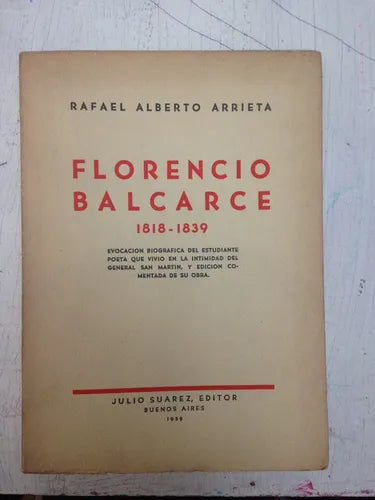 RAFAEL ALBERTO ARRIETA
FLORENCIO
BALCARCE
1818-1839
EVOCACION BIOGRAFICA DEL ESTUDIANTE
POETA QUE VIVIO EN LA INTIMIDAD DEL
GENERAL SAN MARTIN, Y EDICION CO-
MENTADA DE SU OBRA.
JULIO SUAREZ, EDITOR
BUENOS AIRES
1939